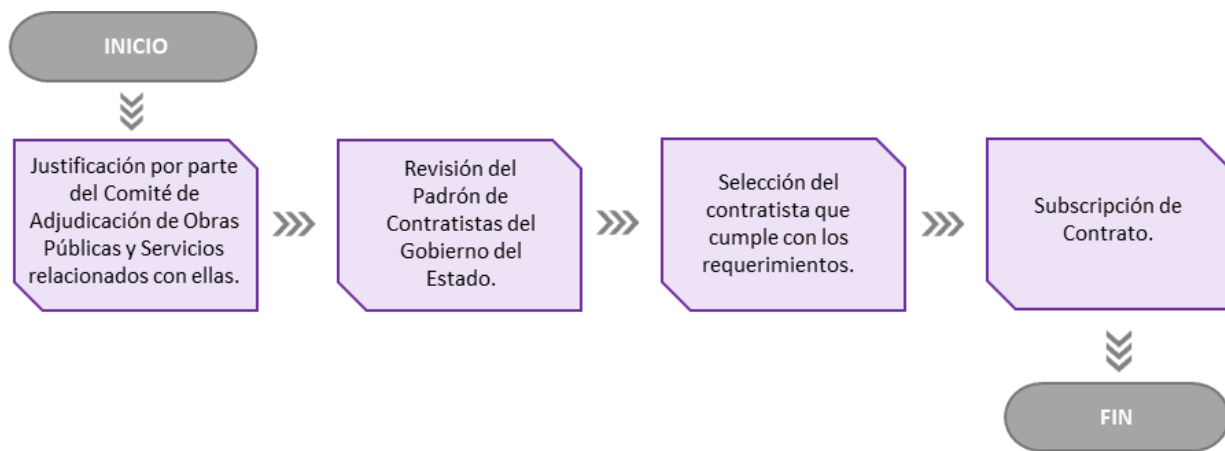 INICIO
Justificación por parte
del Comité de
Adjudicación de Obras
Públicas y Servicios
relacionados con ellas.
Revisión del
Padrón de
Contratistas del
Gobierno del
Estado.
Selección del
contratista que
cumple con los
requerimientos.
Subscripción de
Contrato.
FIN